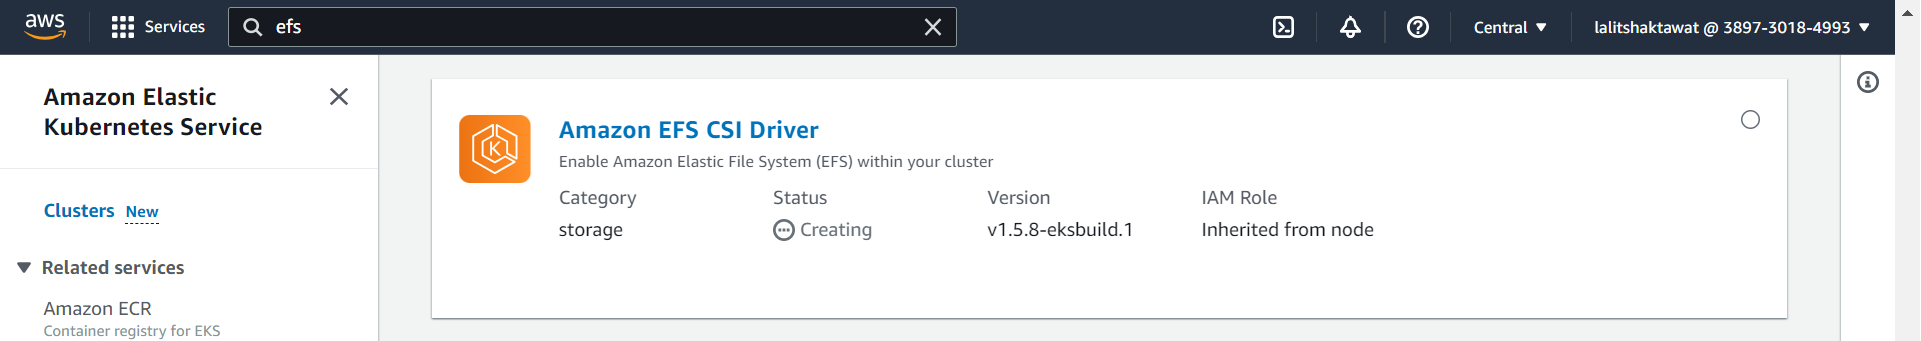 aws
Services
efs
Central
lalitshaktawat @ 3897-3018-4993
Amazon Elastic
Kubernetes Service
Clusters New
Related services
Amazon ECR
Container registry for EKS
K
Amazon EFS CSI Driver
Enable Amazon Elastic File System (EFS) within your cluster
Category Status Version IAM Role
storage Creating v1.5.8-eksbuild.1 Inherited from node